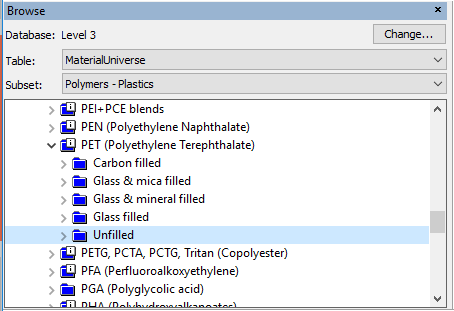 Browse
Database: Level 3 Change...
Table: MaterialUniverse
Subset: Polymers - Plastics
PEI+PCE blends
PEN (Polyethylene Naphthalate)
PET (Polyethylene Terephthalate)
Carbon filled
Glass & mica filled
Glass & mineral filled
Glass filled
Unfilled
PETG, PCTA, PCTG, Tritan (Copolyester)
PFA (Perfluoroalkoxyethylene)
PGA (Polyglycolic acid)
PHA (Polyhydroxyalkanoates)